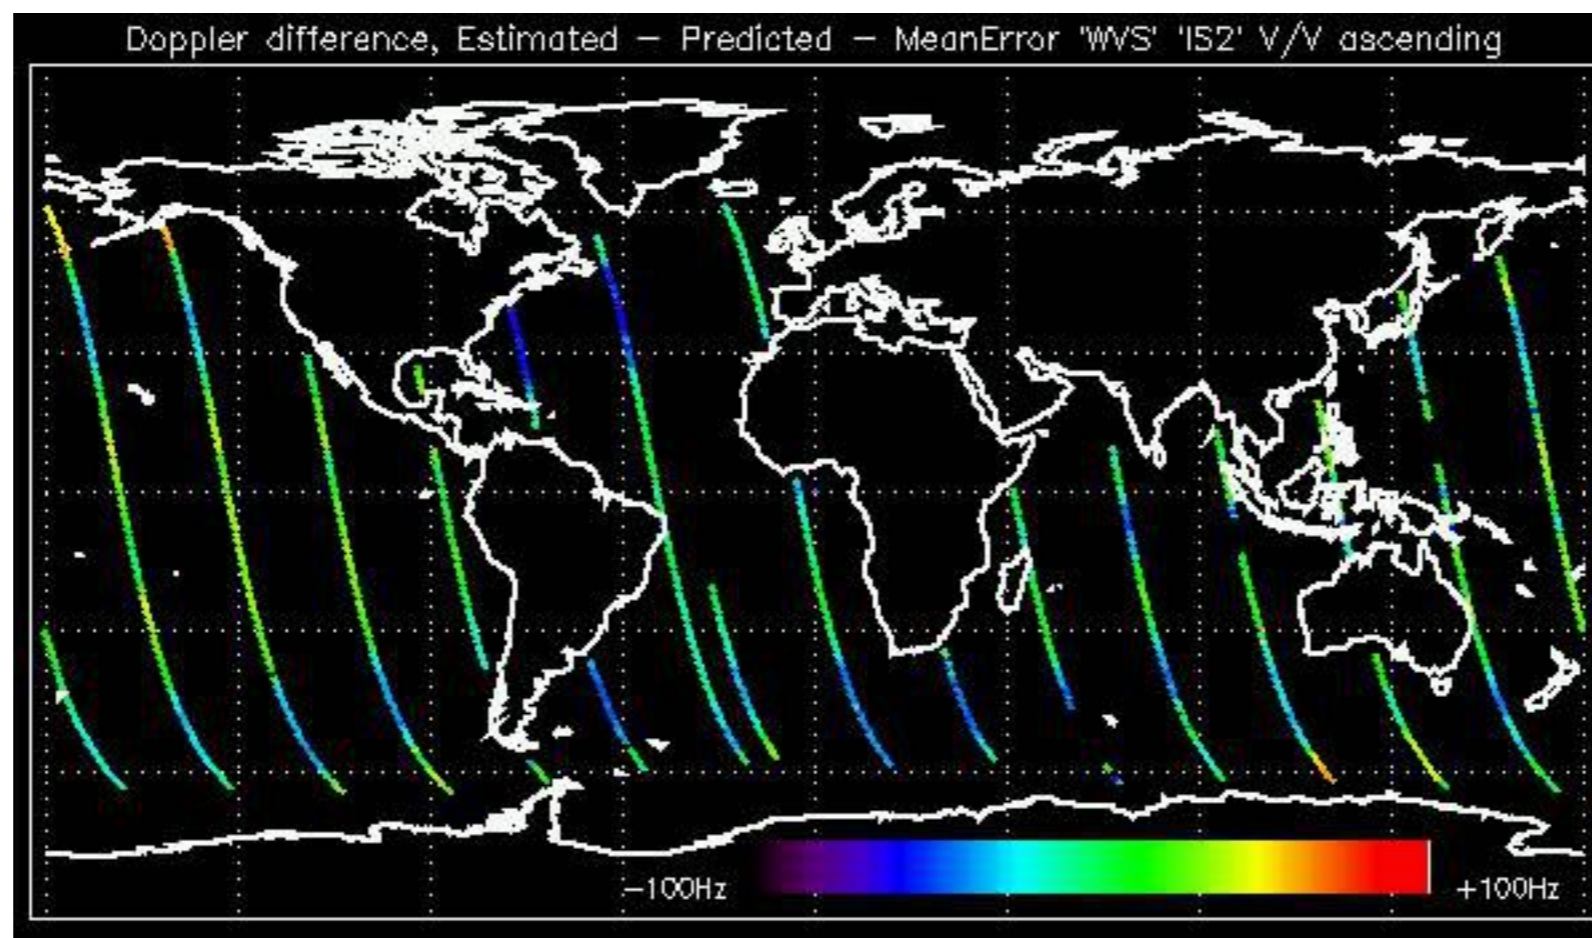 Doppler difference, Estimated – Predicted – MeanError 'WVS' 'IS2' V/V ascending
−100Hz
+100Hz